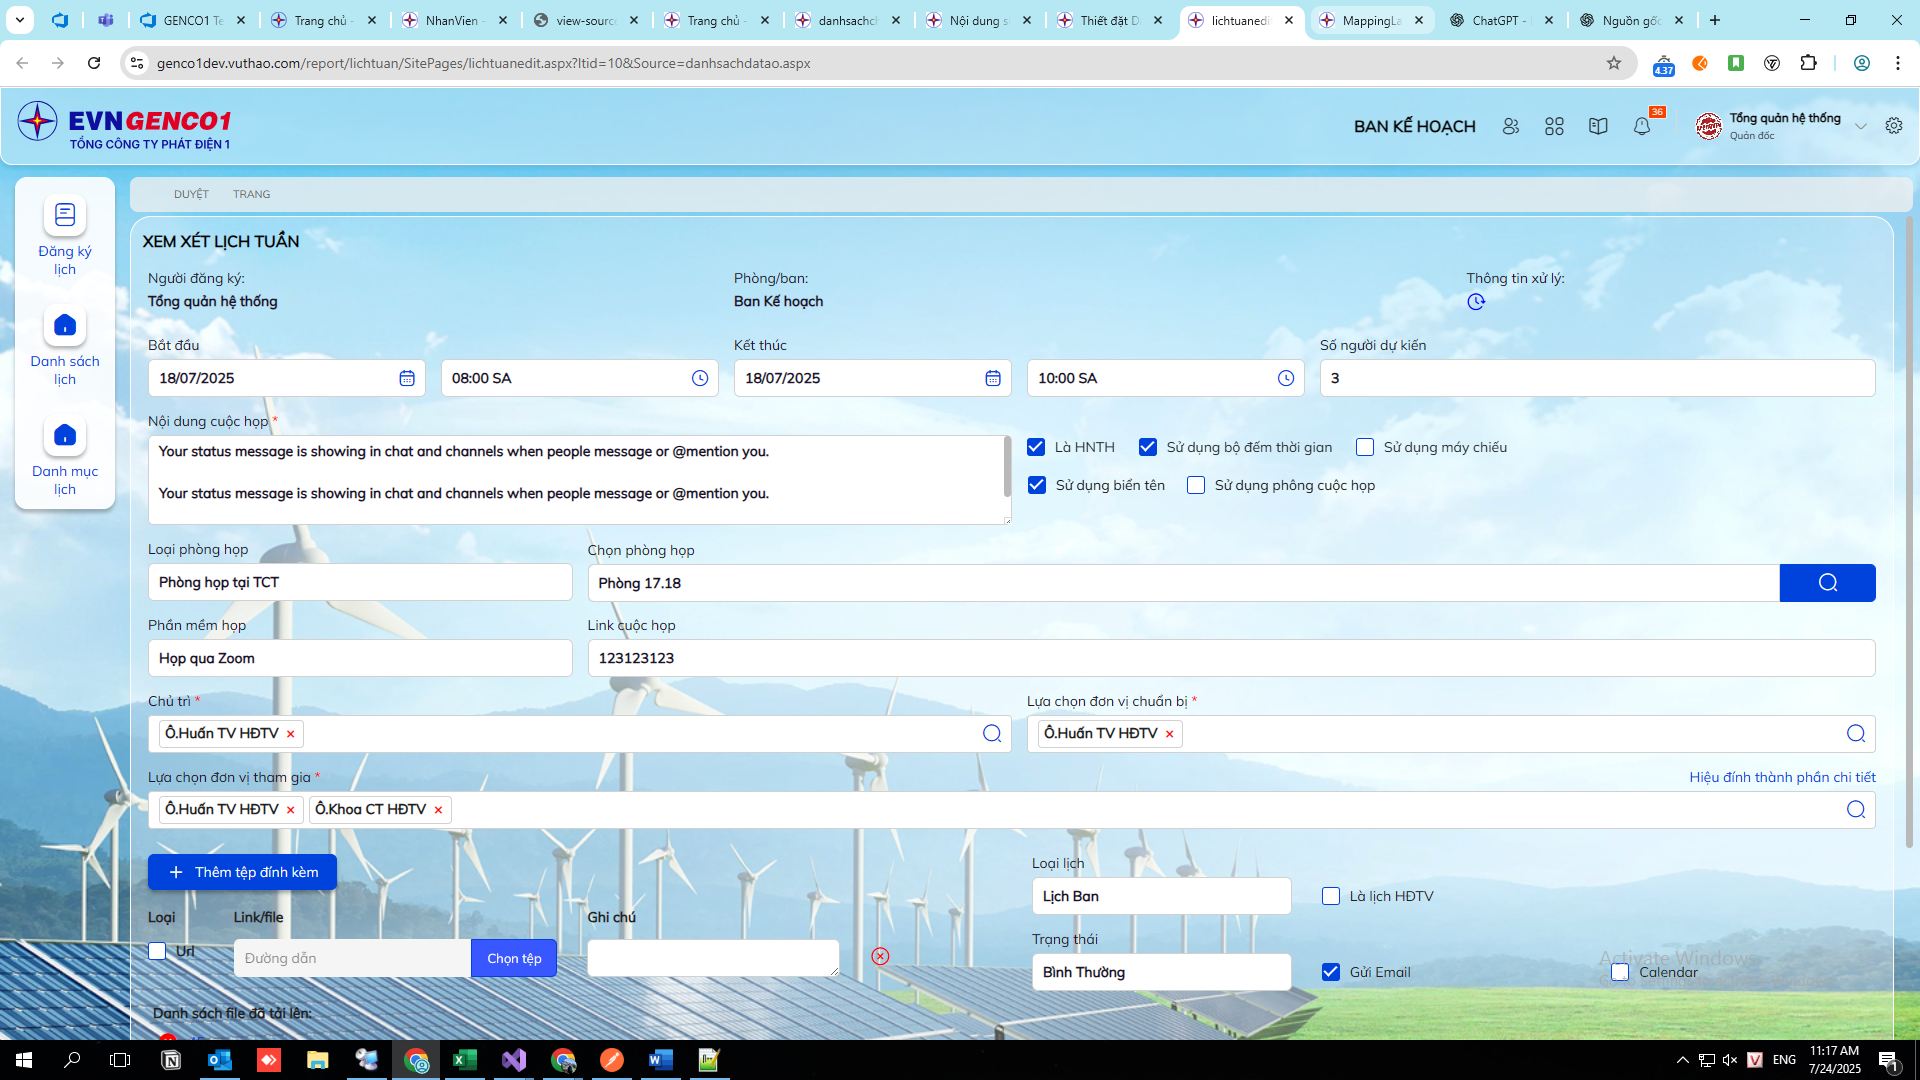 GENCO1 Te
Trang chủ -
NhanVien -
view-source
Trang chủ -
danhsachch
Nội dung s
Thiết đặt D
lichtuanedi
MappingLa
ChatGPT -
Nguồn gốc
genco1dev.vuthao.com/report/lichtuan/SitePages/lichtuanedit.aspx?ltid=10&Source=danhsachdatao.aspx
4.37
EVNGENCO1
TỔNG CÔNG TY PHÁT ĐIỆN 1
BAN KẾ HOẠCH
36
Tổng quản hệ thống
Quản đốc
DUYỆT TRANG
Đăng ký
lịch
Danh sách
lịch
Danh mục
lịch
XEM XÉT LỊCH TUẦN
Người đăng ký: Phòng/ban: Thông tin xử lý:
Tổng quản hệ thống Ban Kế hoạch
Bắt đầu Kết thúc Số người dự kiến
18/07/2025 08:00 SA 18/07/2025 10:00 SA 3
Nội dung cuộc họp *
Your status message is showing in chat and channels when people message or @mention you.
Your status message is showing in chat and channels when people message or @mention you.
Là HNTH Sử dụng bộ đếm thời gian Sử dụng máy chiếu
Sử dụng biển tên Sử dụng phông cuộc họp
Loại phòng họp Chọn phòng họp
Phòng họp tại TCT Phòng 17.18
Phần mềm họp Link cuộc họp
Họp qua Zoom 123123123
Chủ trì * Lựa chọn đơn vị chuẩn bị *
Ô.Huấn TV HĐTV × Ô.Huấn TV HĐTV ×
Lựa chọn đơn vị tham gia * Hiệu đính thành phần chi tiết
Ô.Huấn TV HĐTV × Ô.Khoa CT HĐTV ×
+ Thêm tệp đính kèm
Loại Link/file Ghi chú
Url Đường dẫn Chọn tệp
Loại lịch
Lịch Ban Là lịch HĐTV
Trạng thái
Bình Thường Gửi Email Calendar
Activate Windows
Danh sách file đã tải lên:
ENG
11:17 AM
7/24/2025
1